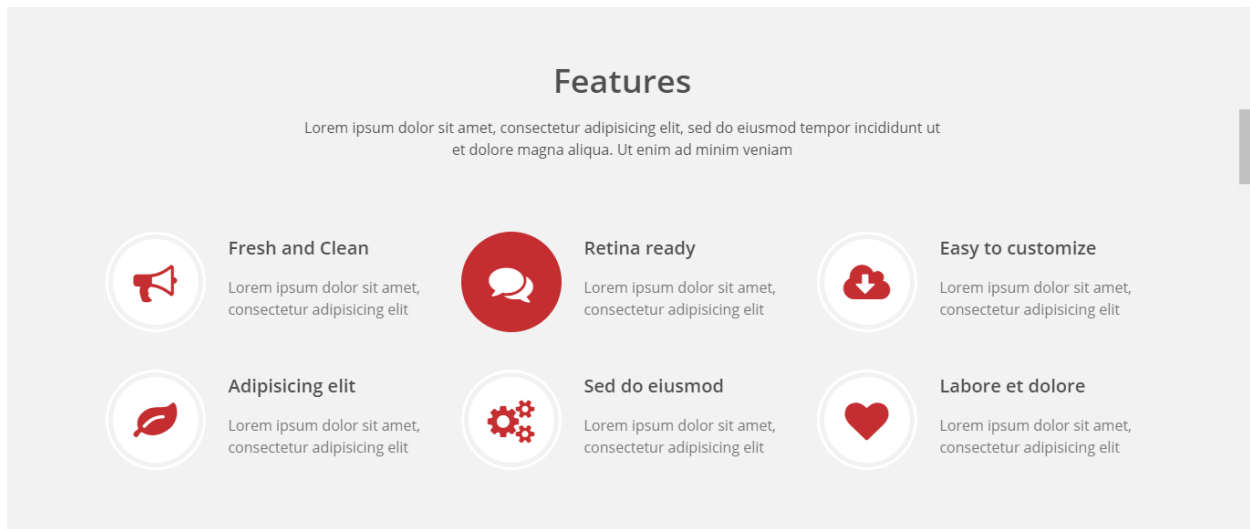 Features
Lorem ipsum dolor sit amet, consectetur adipisicing elit, sed do eiusmod tempor incididunt ut
et dolore magna aliqua. Ut enim ad minim veniam
Fresh and Clean
Lorem ipsum dolor sit amet,
consectetur adipisicing elit
Retina ready
Lorem ipsum dolor sit amet,
consectetur adipisicing elit
Easy to customize
Lorem ipsum dolor sit amet,
consectetur adipisicing elit
Adipisicing elit
Lorem ipsum dolor sit amet,
consectetur adipisicing elit
Sed do eiusmod
Lorem ipsum dolor sit amet,
consectetur adipisicing elit
Labore et dolore
Lorem ipsum dolor sit amet,
consectetur adipisicing elit